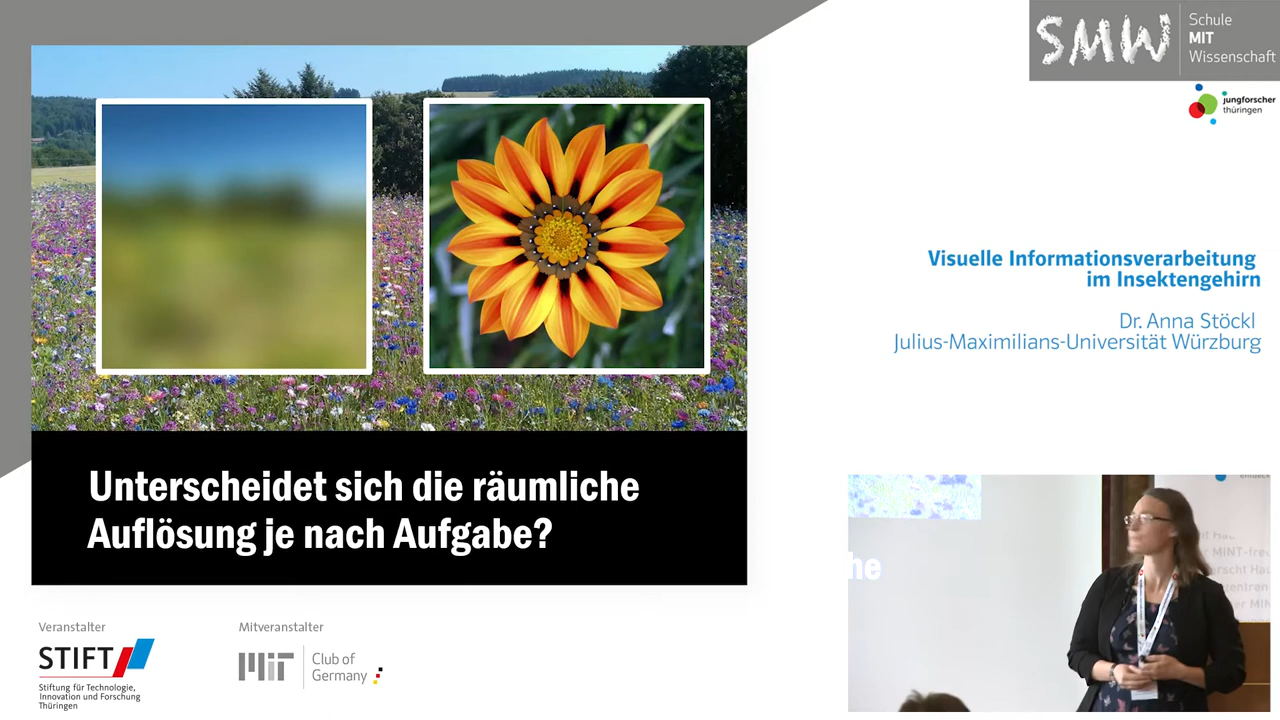 SMW
Schule
MIT
Wissenschaft
jungforscher
thüringen
Visuelle Informationsverarbeitung
im Insektengehirn
Dr. Anna Stöckl
Julius-Maximilians-Universität Würzburg
Unterscheidet sich die räumliche
Auflösung je nach Aufgabe?
he
Veranstalter
STIFT
Stiftung für Technologie,
Innovation und Forschung
Thüringen
Mitveranstalter
MIT
Club of
Germany